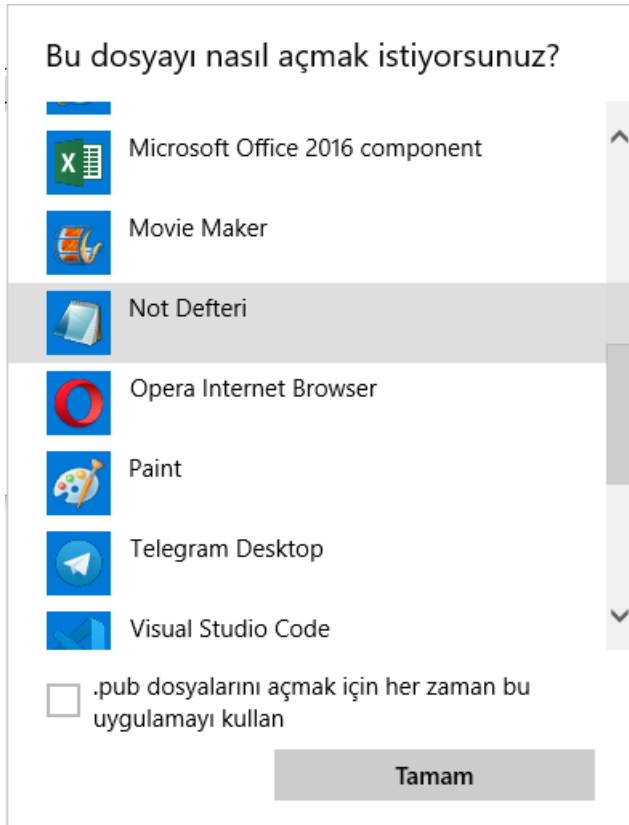 Bu dosyayı nasıl açmak istiyorsunuz?
Microsoft Office 2016 component
Movie Maker
Not Defteri
Opera Internet Browser
Paint
Telegram Desktop
Visual Studio Code
.pub dosyalarını açmak için her zaman bu
uygulamayı kullan
Tamam